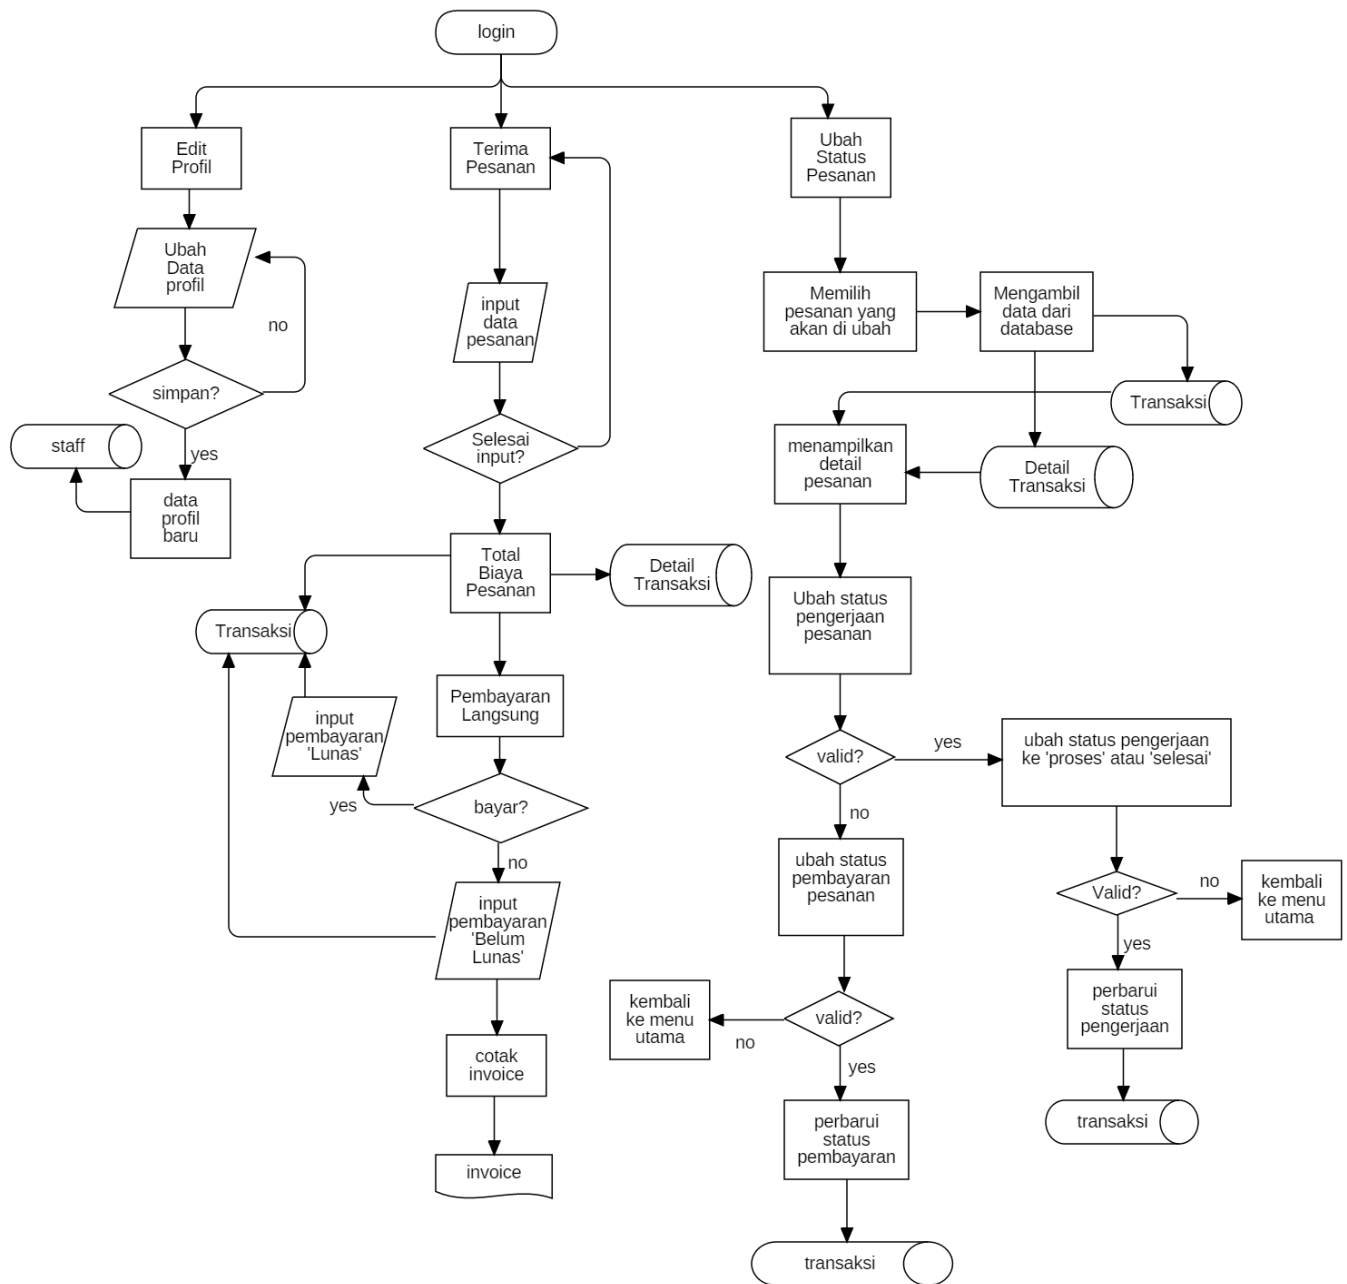 login
Edit
Profil
Terima
Pesanan
Ubah
Status
Pesanan
Ubah
Data
profil
no
input
data
pesanan
Memilih
pesanan yang
akan di ubah
Mengambil
data dari
database
simpan?
Transaksi
staff
yes
Selesai
input?
menampilkan
detail
pesanan
Detail
Transaksi
data
profil
baru
Total
Biaya
Pesanan
Detail
Transaksi
Ubah status
pengerjaan
pesanan
Transaksi
Pembayaran
Langsung
input
pembayaran
'Lunas'
yes
bayar?
no
valid?
yes
ubah status pengerjaan
ke 'proses' atau 'selesai'
no
ubah status
pembayaran
pesanan
Valid?
no
kembali
ke menu
utama
yes
input
pembayaran
'Belum
Lunas'
kembali
ke menu
utama
no
valid?
yes
perbarui
status
pengerjaan
cotak
invoice
transaksi
perbarui
status
pembayaran
invoice
transaksi